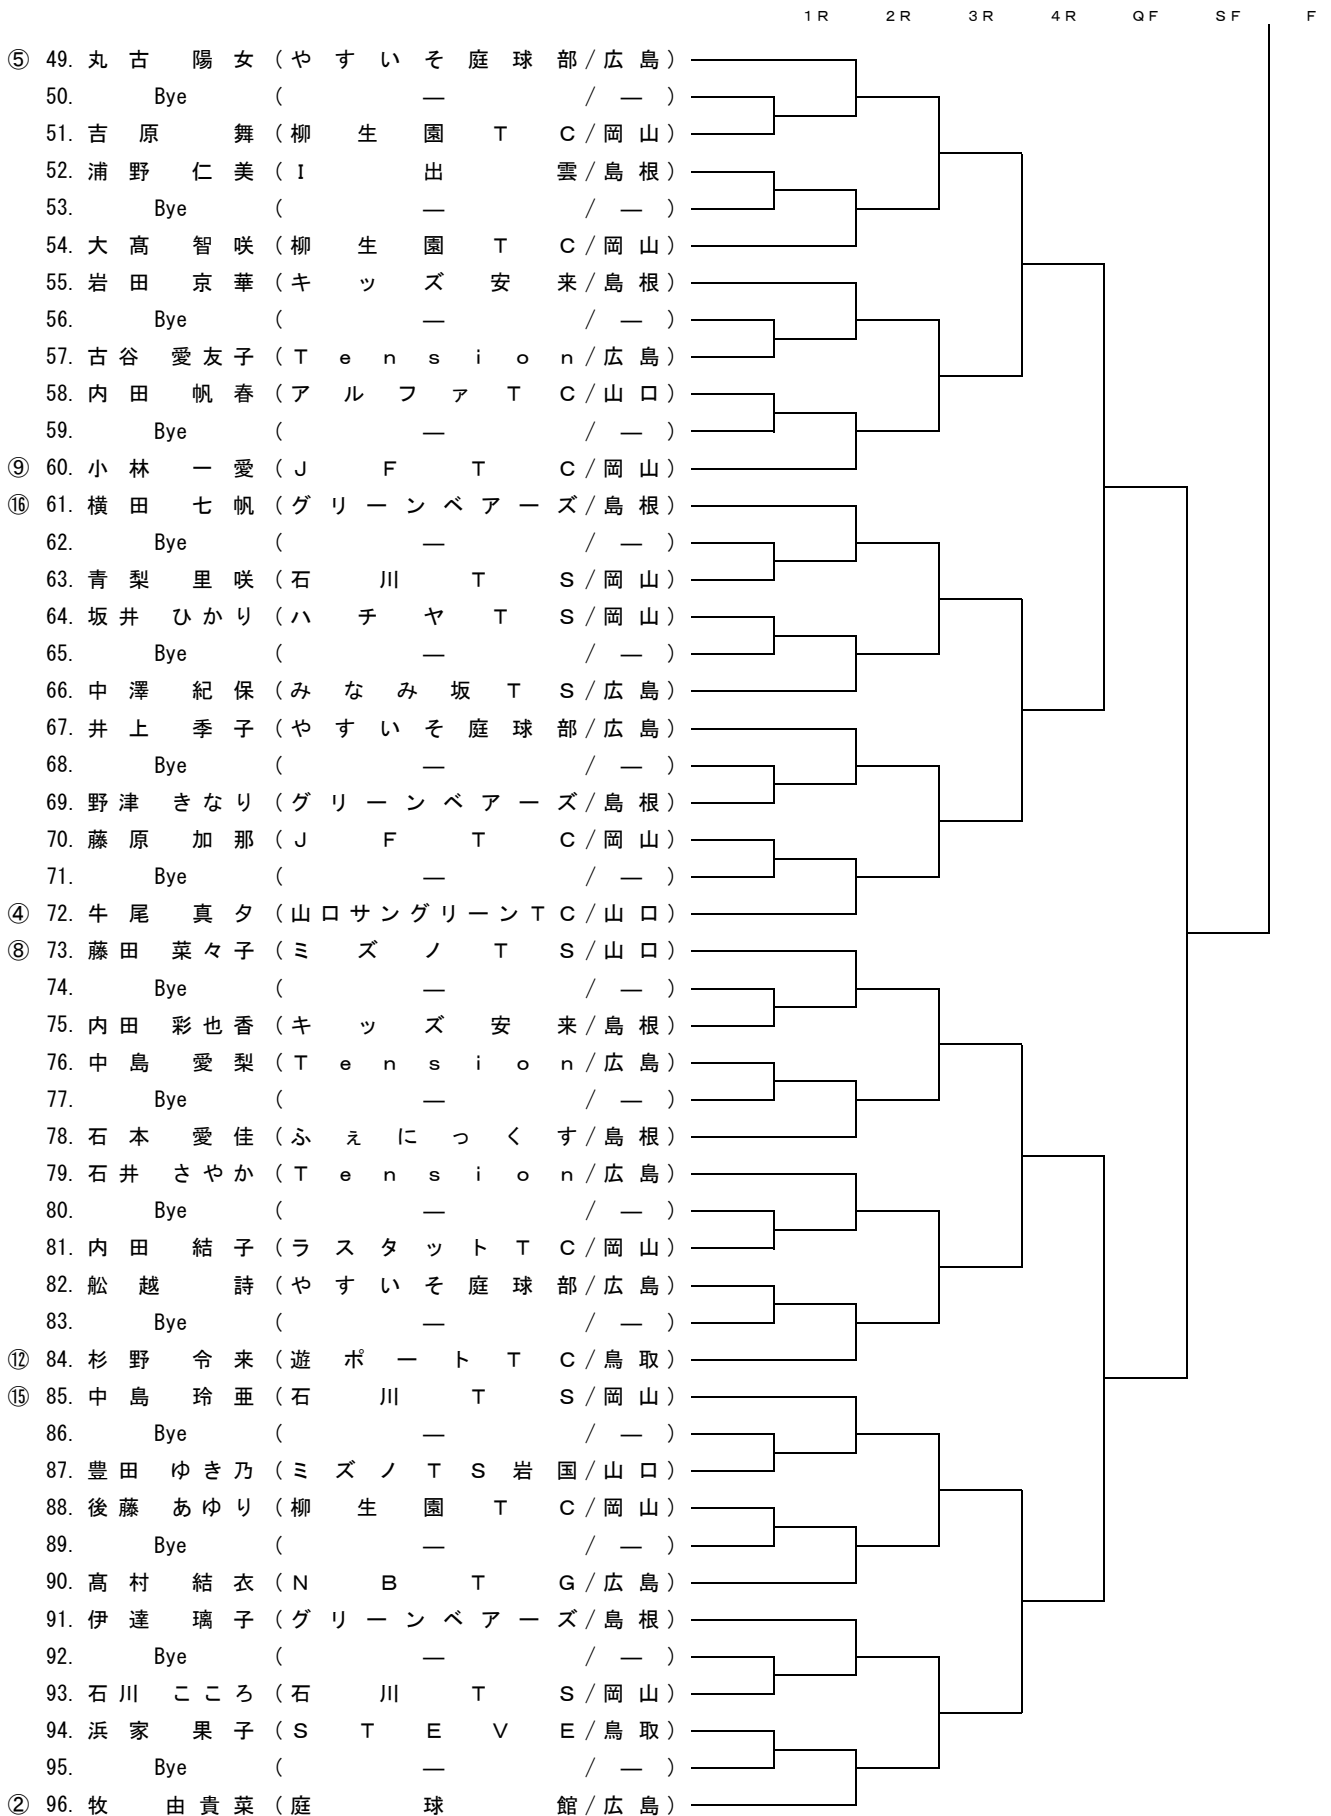 1R 2R 3R 4R QF SF F
⑤ 49. 丸古 陽女 (やすいそ庭球部/広島)
50. Bye ( ― / ― )
51. 吉原 舞 (柳生園TC/岡山)
52. 浦野 仁美 (I出雲/島根)
53. Bye ( ― / ― )
54. 大髙 智咲 (柳生園TC/岡山)
55. 岩田 京華 (キッズ安来/島根)
56. Bye ( ― / ― )
57. 古谷 愛友子 (Tension/広島)
58. 内田 帆春 (アルファTC/山口)
59. Bye ( ― / ― )
⑨ 60. 小林 一愛 (JFTC/岡山)
⑯ 61. 横田 七帆 (グリーンベアーズ/島根)
62. Bye ( ― / ― )
63. 青梨 里咲 (石川TS/岡山)
64. 坂井 ひかり (ハチヤTS/岡山)
65. Bye ( ― / ― )
66. 中澤 紀保 (みなみ坂TS/広島)
67. 井上 季子 (やすいそ庭球部/広島)
68. Bye ( ― / ― )
69. 野津 きなり (グリーンベアーズ/島根)
70. 藤原 加那 (JFTC/岡山)
71. Bye ( ― / ― )
④ 72. 牛尾 真夕 (山口サングリーンTC/山口)
⑧ 73. 藤田 菜々子 (ミズノTS/山口)
74. Bye ( ― / ― )
75. 内田 彩也香 (キッズ安来/島根)
76. 中島 愛梨 (Tension/広島)
77. Bye ( ― / ― )
78. 石本 愛佳 (ふぇにっくす/島根)
79. 石井 さやか (Tension/広島)
80. Bye ( ― / ― )
81. 内田 結子 (ラスタットTC/岡山)
82. 舩越 詩 (やすいそ庭球部/広島)
83. Bye ( ― / ― )
⑫ 84. 杉野 令来 (遊ポートTC/鳥取)
⑮ 85. 中島 玲亜 (石川TS/岡山)
86. Bye ( ― / ― )
87. 豊田 ゆき乃 (ミズノTS岩国/山口)
88. 後藤 あゆり (柳生園TC/岡山)
89. Bye ( ― / ― )
90. 髙村 結衣 (NBTG/広島)
91. 伊達 璃子 (グリーンベアーズ/島根)
92. Bye ( ― / ― )
93. 石川 こころ (石川TS/岡山)
94. 浜家 果子 (STEVE/鳥取)
95. Bye ( ― / ― )
② 96. 牧 由貴菜 (庭球館/広島)